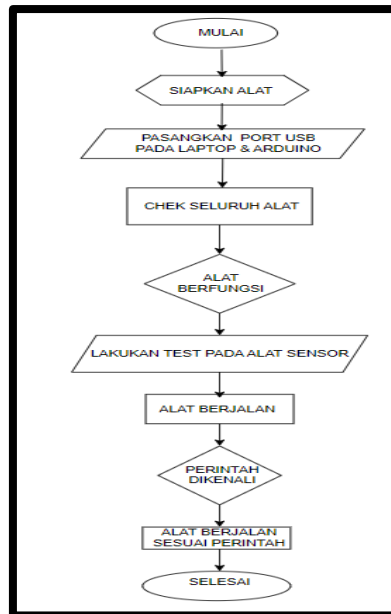 MULAI
SIAPKAN ALAT
PASANGKAN PORT USB
PADA LAPTOP & ARDUINO
CHEK SELURUH ALAT
ALAT
BERFUNGSI
LAKUKAN TEST PADA ALAT SENSOR
ALAT BERJALAN
PERINTAH
DIKENALI
ALAT BERJALAN
SESUAI PERINTAH
SELESAI